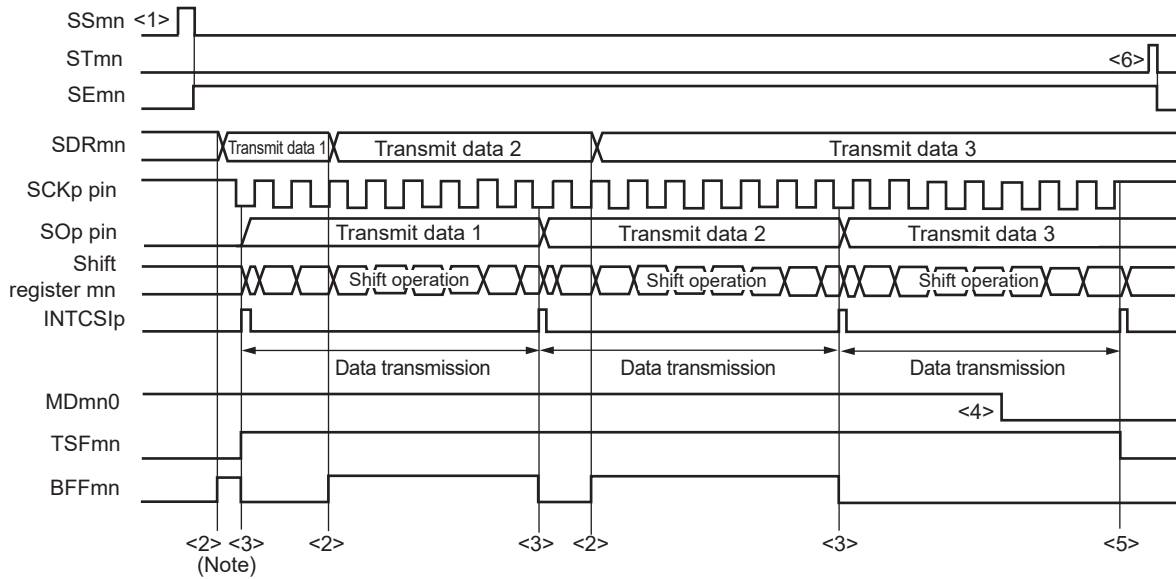 SSmn <1>
STmn <6>
SEmn
SDRmn Transmit data 1 Transmit data 2 Transmit data 3
SCKp pin
SOp pin Transmit data 1 Transmit data 2 Transmit data 3
Shift
register mn Shift operation Shift operation Shift operation
INTCSIp
Data transmission Data transmission Data transmission
MDmn0 <4>
TSFmn
BFFmn
<2> <3> <2> <3> <2> <3> <5>
(Note)